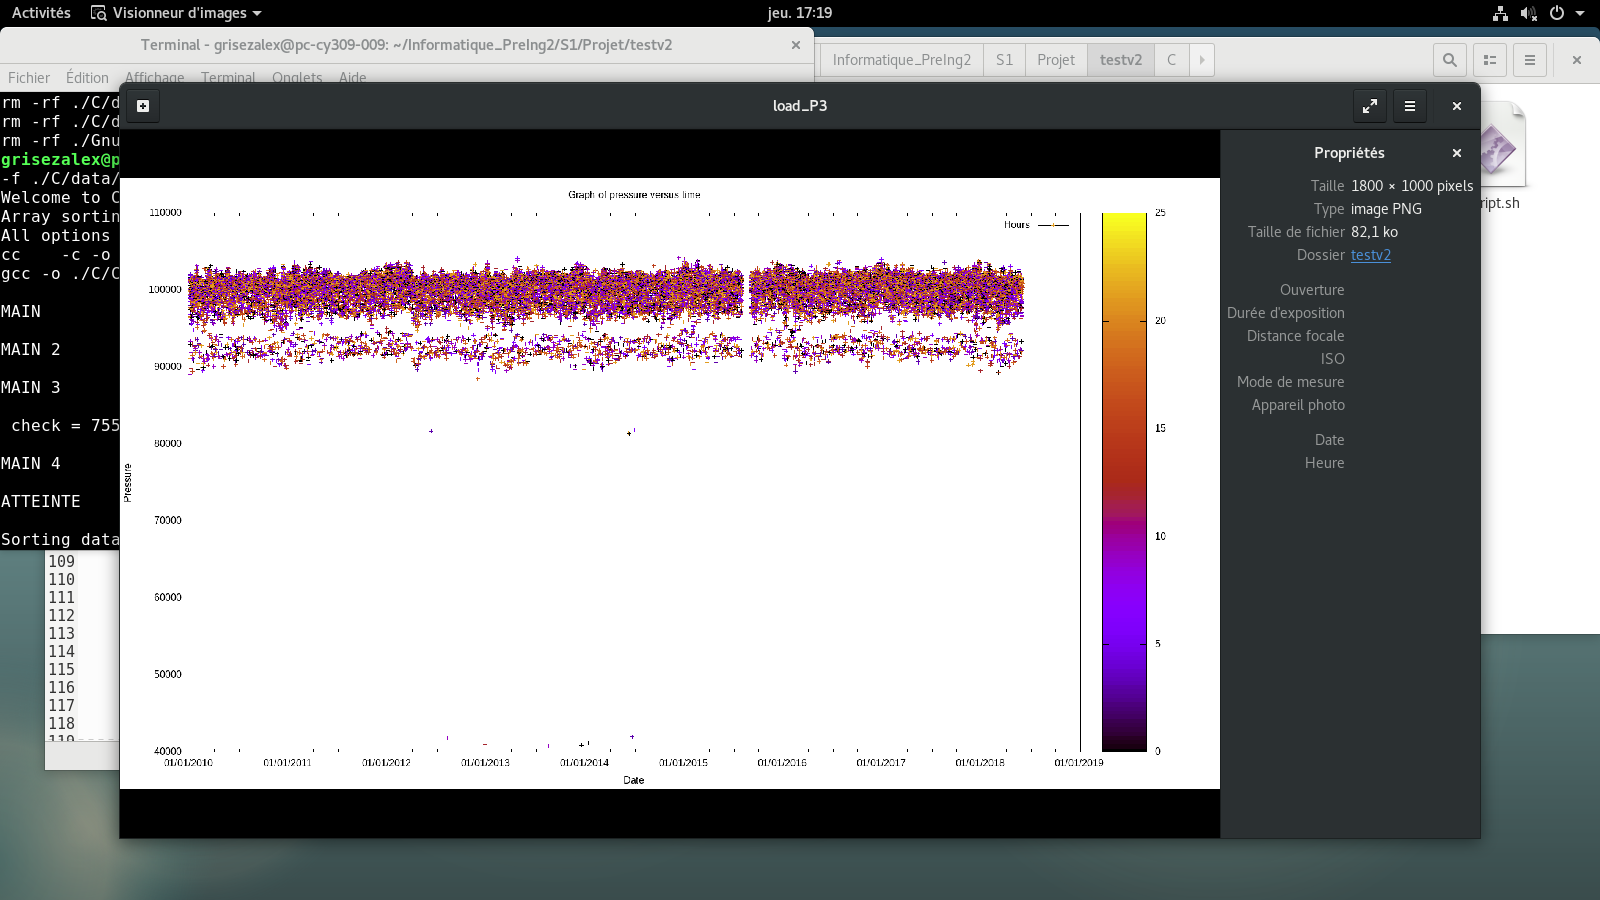 Activités
Visionneur d'images
jeu. 17:19
Terminal - grisezalex@pc-cy309-009: ~/Informatique_PreIng2/S1/Projet/testv2
Fichier Édition Affichage Terminal Onglets Aide
Informatique_PreIng2 S1 Projet testv2 C
rm -rf ./C/d
rm -rf ./C/d
rm -rf ./Gnu
grisezalex@p
-f ./C/data/
Welcome to C
Array sortin
All options
cc -c -o
gcc -o ./C/C
MAIN
MAIN 2
MAIN 3
check = 755
MAIN 4
ATTEINTE
Sorting data
109
110
111
112
113
114
115
116
117
118
119
load_P3
Graph of pressure versus time
Hours
110000
100000
90000
80000
70000
60000
50000
40000
Pressure
01/01/2010 01/01/2011 01/01/2012 01/01/2013 01/01/2014 01/01/2015 01/01/2016 01/01/2017 01/01/2018 01/01/2019
Date
25
20
15
10
5
0
Propriétés
Taille 1800 × 1000 pixels
Type image PNG
Taille de fichier 82,1 ko
Dossier testv2
Ouverture
Durée d'exposition
Distance focale
ISO
Mode de mesure
Appareil photo
Date
Heure
ript.sh